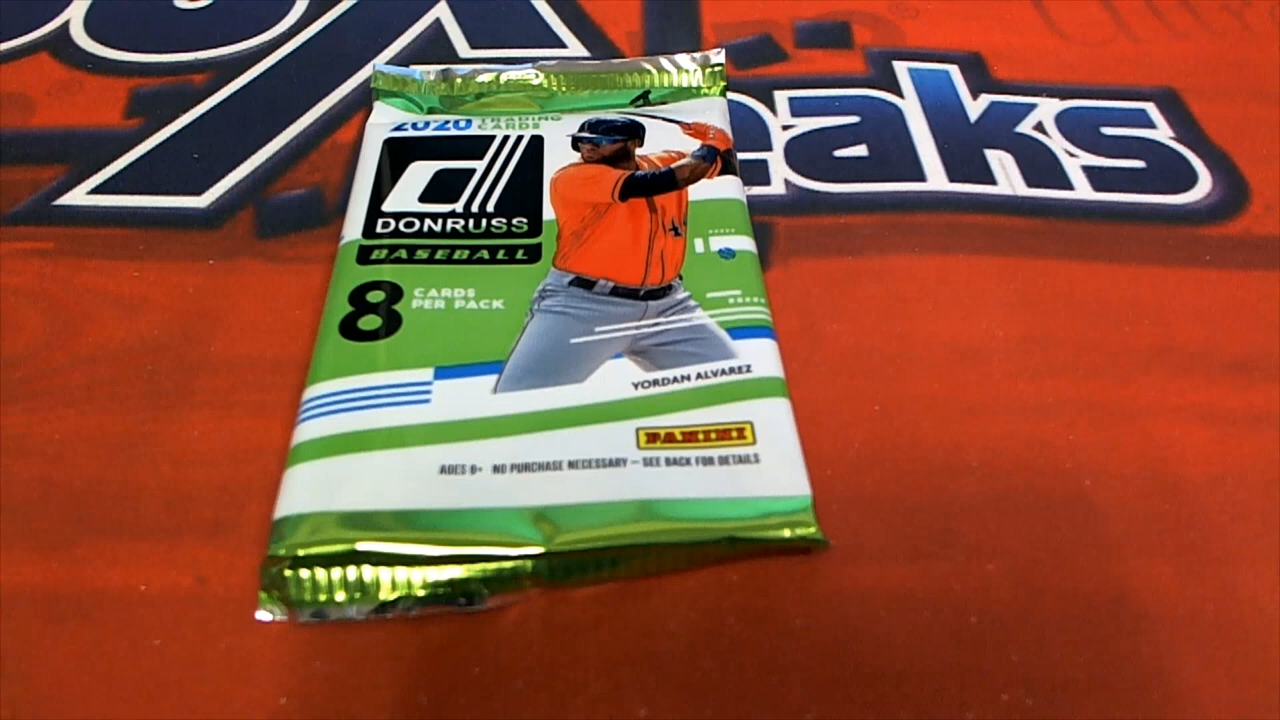 eaks
2020 TRADING CARDS
d
DONRUSS
BASEBALL
8 CARDS
PER PACK
YORDAN ALVAREZ
PANINI
AGES 6+ NO PURCHASE NECESSARY – SEE BACK FOR DETAILS